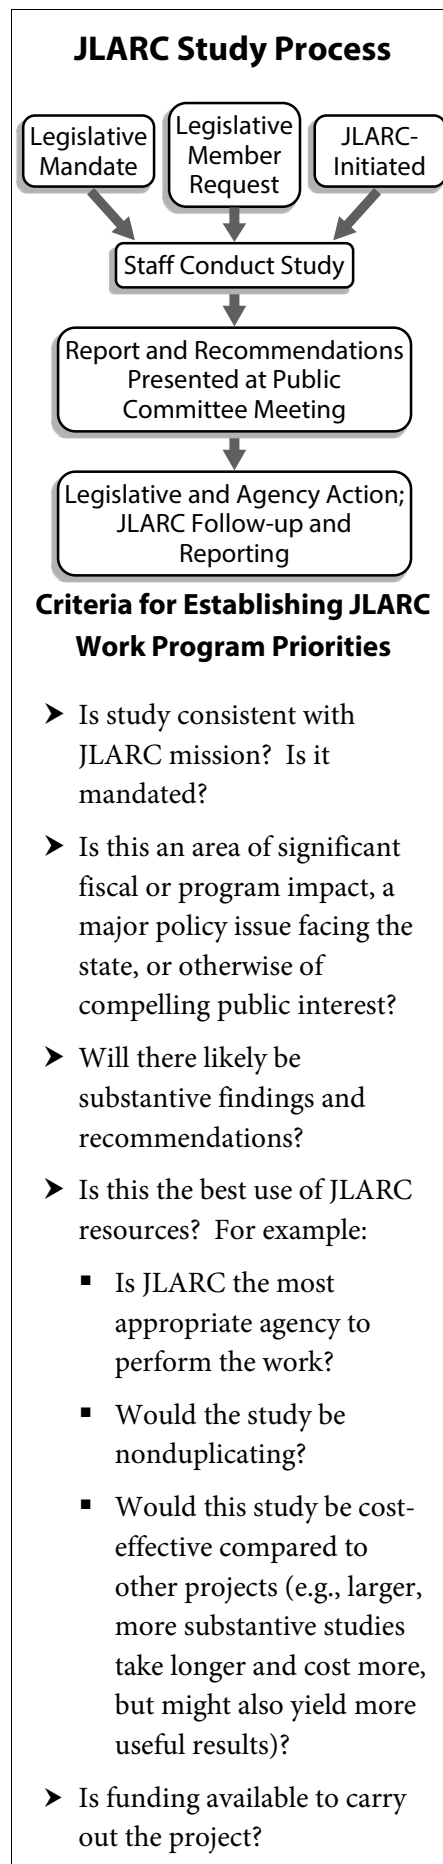 JLARC Study Process
Legislative
Mandate
Legislative
Member
Request
JLARC-
Initiated
Staff Conduct Study
Report and Recommendations
Presented at Public
Committee Meeting
Legislative and Agency Action;
JLARC Follow-up and
Reporting
Criteria for Establishing JLARC
Work Program Priorities
➤ Is study consistent with
JLARC mission? Is it
mandated?
➤ Is this an area of significant
fiscal or program impact, a
major policy issue facing the
state, or otherwise of
compelling public interest?
➤ Will there likely be
substantive findings and
recommendations?
➤ Is this the best use of JLARC
resources? For example:
▪ Is JLARC the most
appropriate agency to
perform the work?
▪ Would the study be
nonduplicating?
▪ Would this study be cost-
effective compared to
other projects (e.g., larger,
more substantive studies
take longer and cost more,
but might also yield more
useful results)?
➤ Is funding available to carry
out the project?